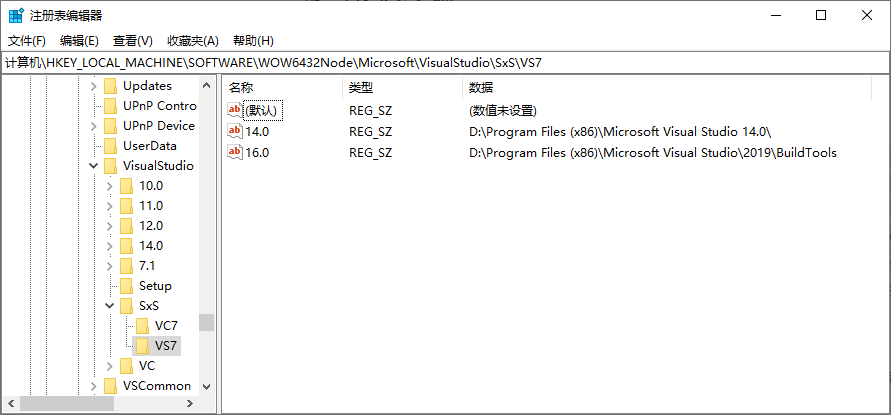 注册表编辑器
文件(F) 编辑(E) 查看(V) 收藏夹(A) 帮助(H)
计算机\HKEY_LOCAL_MACHINE\SOFTWARE\WOW6432Node\Microsoft\VisualStudio\SxS\VS7
Updates
UPnP Contro
UPnP Device
UserData
VisualStudio
10.0
11.0
12.0
14.0
7.1
Setup
SxS
VC7
VS7
VC
VSCommon
名称 类型 数据
ab (默认) REG_SZ (数值未设置)
ab 14.0 REG_SZ D:\Program Files (x86)\Microsoft Visual Studio 14.0\
ab 16.0 REG_SZ D:\Program Files (x86)\Microsoft Visual Studio\2019\BuildTools